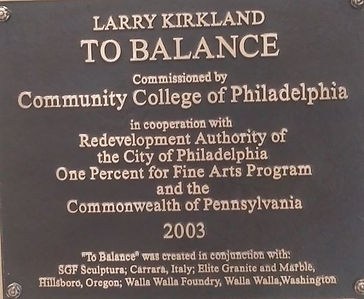 LARRY KIRKLAND
TO BALANCE
Commissioned by
Community College of Philadelphia
in cooperation with
Redevelopment Authority of
the City of Philadelphia
One Percent for Fine Arts Program
and the
Commonwealth of Pennsylvania
2003
"To Balance" was created in conjunction with:
SGF Scultpura; Carrara, Italy; Elite Granite and Marble,
Hillsboro, Oregon; Walla Walla Foundry, Walla Walla,Washington